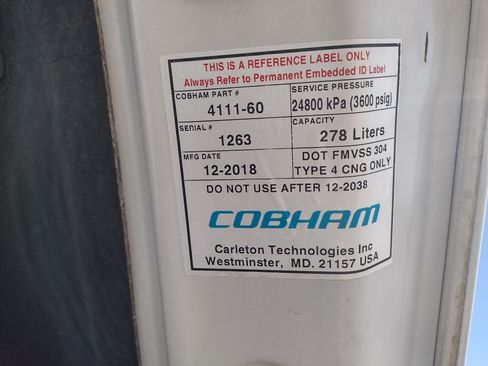 THIS IS A REFERENCE LABEL ONLY
Always Refer to Permanent Embedded ID Label
COBHAM PART #
4111-60
SERVICE PRESSURE
24800 kPa (3600 psig)
SERIAL #
1263
CAPACITY
278 Liters
MFG DATE
12-2018
DOT FMVSS 304
TYPE 4 CNG ONLY
DO NOT USE AFTER 12-2038
COBHAM
Carleton Technologies Inc
Westminster, MD. 21157 USA